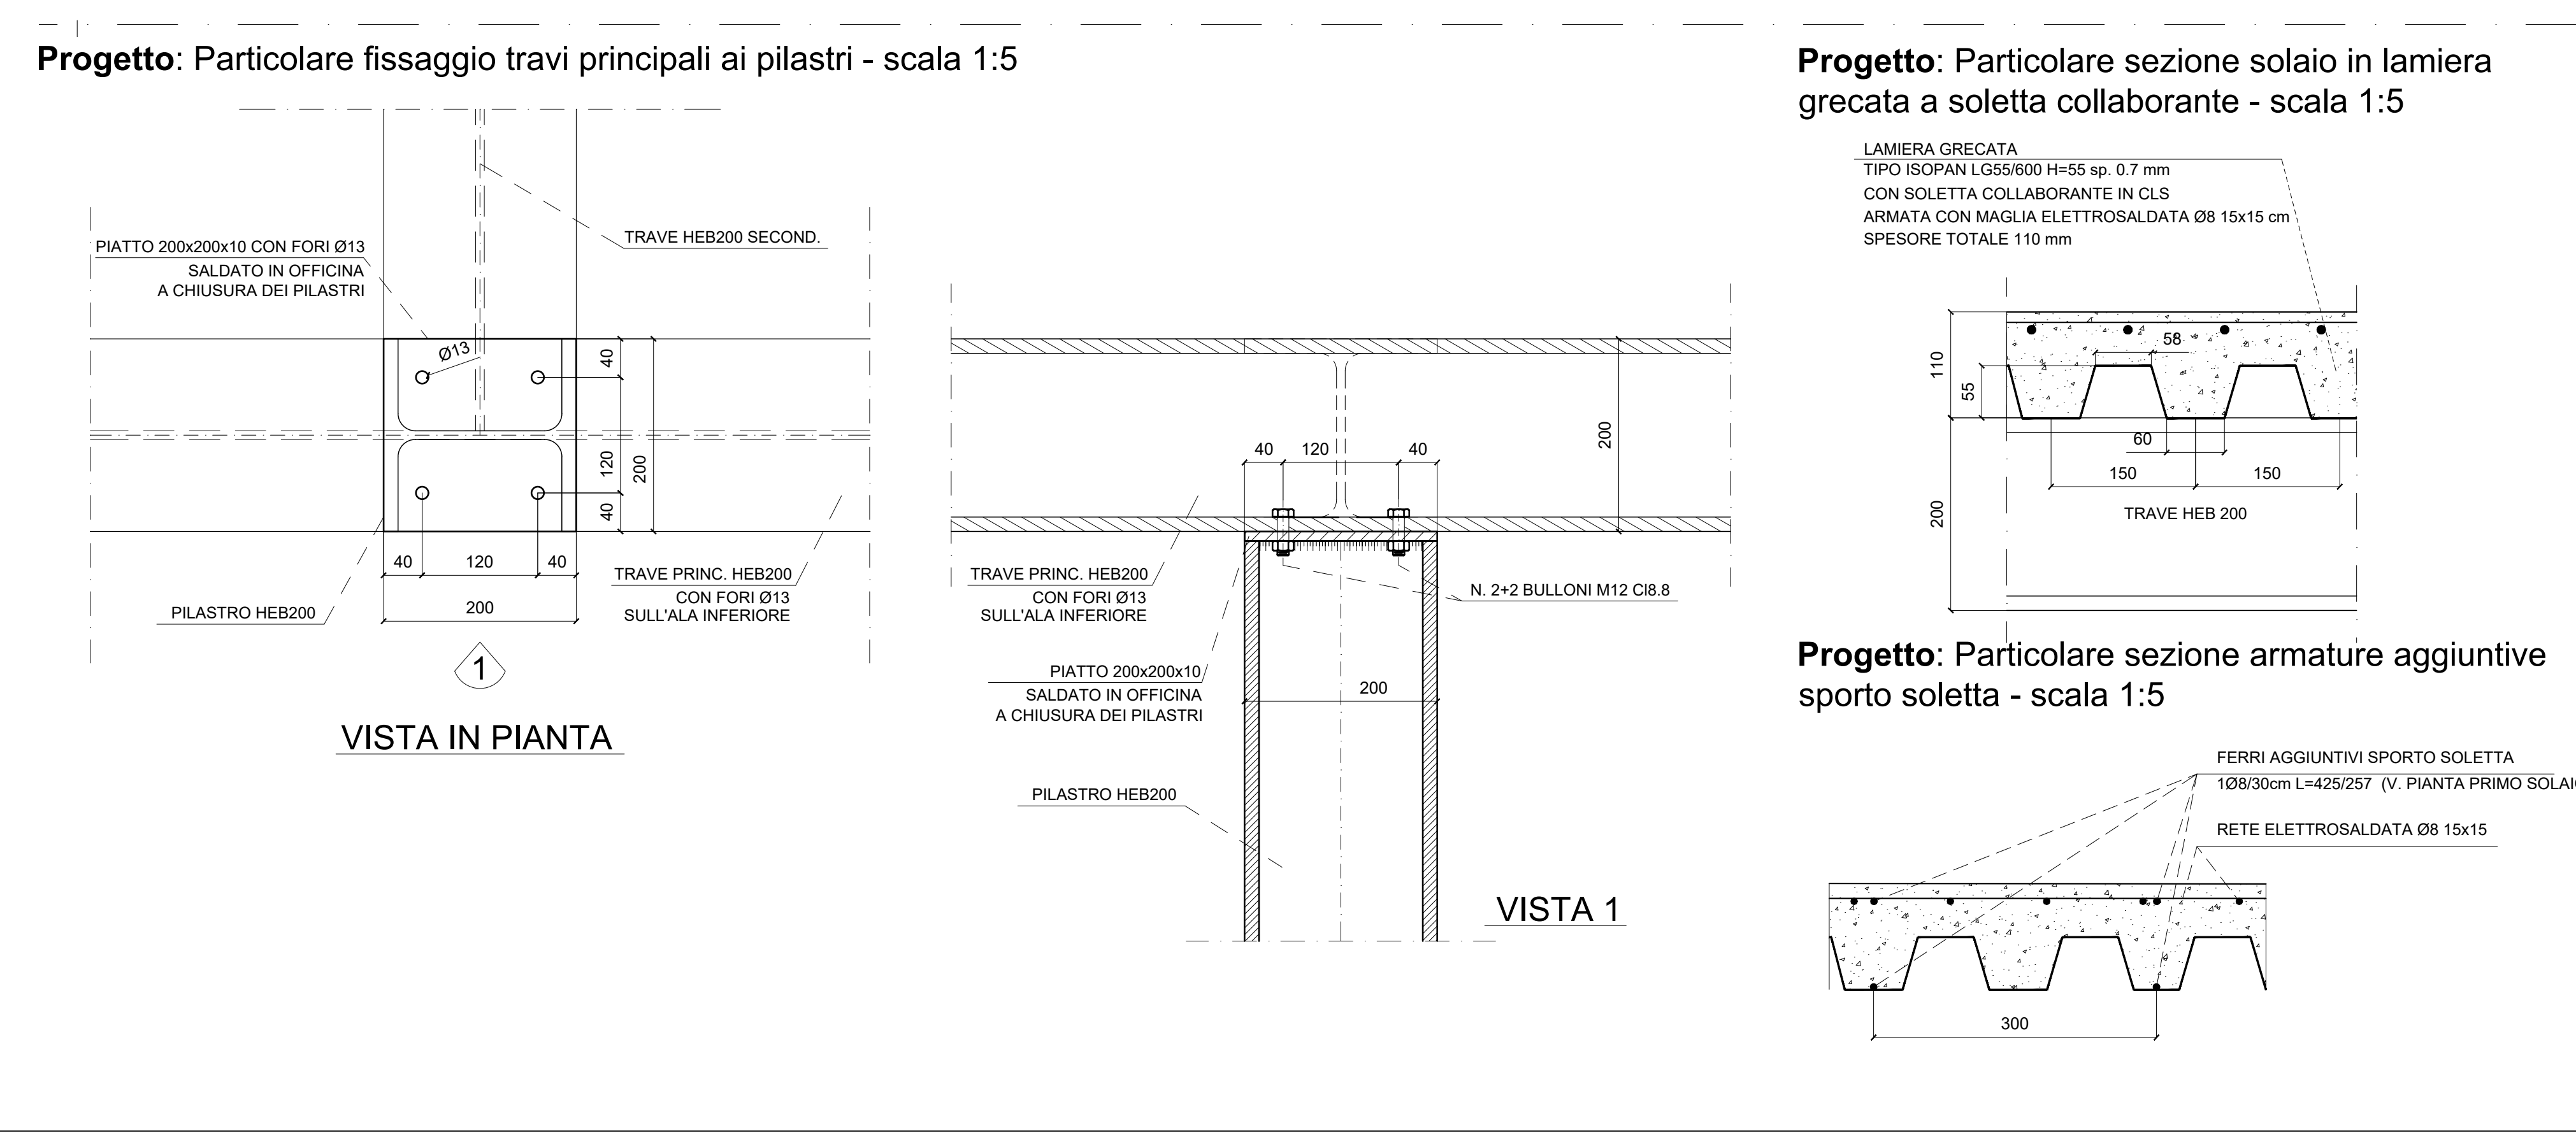 Progetto: Particolare fissaggio travi principali ai pilastri - scala 1:5
PIATTO 200x200x10 CON FORI Ø13
SALDATO IN OFFICINA
A CHIUSURA DEI PILASTRI
TRAVE HEB200 SECOND.
Ø13
40
120
200
40
40 120 40
200
PILASTRO HEB200
TRAVE PRINC. HEB200
CON FORI Ø13
SULL'ALA INFERIORE
1
VISTA IN PIANTA
200
40 120 40
TRAVE PRINC. HEB200
CON FORI Ø13
SULL'ALA INFERIORE
N. 2+2 BULLONI M12 Cl8.8
PIATTO 200x200x10
SALDATO IN OFFICINA
A CHIUSURA DEI PILASTRI
200
PILASTRO HEB200
VISTA 1
Progetto: Particolare sezione solaio in lamiera
grecata a soletta collaborante - scala 1:5
LAMIERA GRECATA
TIPO ISOPAN LG55/600 H=55 sp. 0.7 mm
CON SOLETTA COLLABORANTE IN CLS
ARMATA CON MAGLIA ELETTROSALDATA Ø8 15x15 cm
SPESORE TOTALE 110 mm
58
110
55
60
150 150
200
TRAVE HEB 200
Progetto: Particolare sezione armature aggiuntive
sporto soletta - scala 1:5
FERRI AGGIUNTIVI SPORTO SOLETTA
1Ø8/30cm L=425/257 (V. PIANTA PRIMO
RETE ELETTROSALDATA Ø8 15x15
300